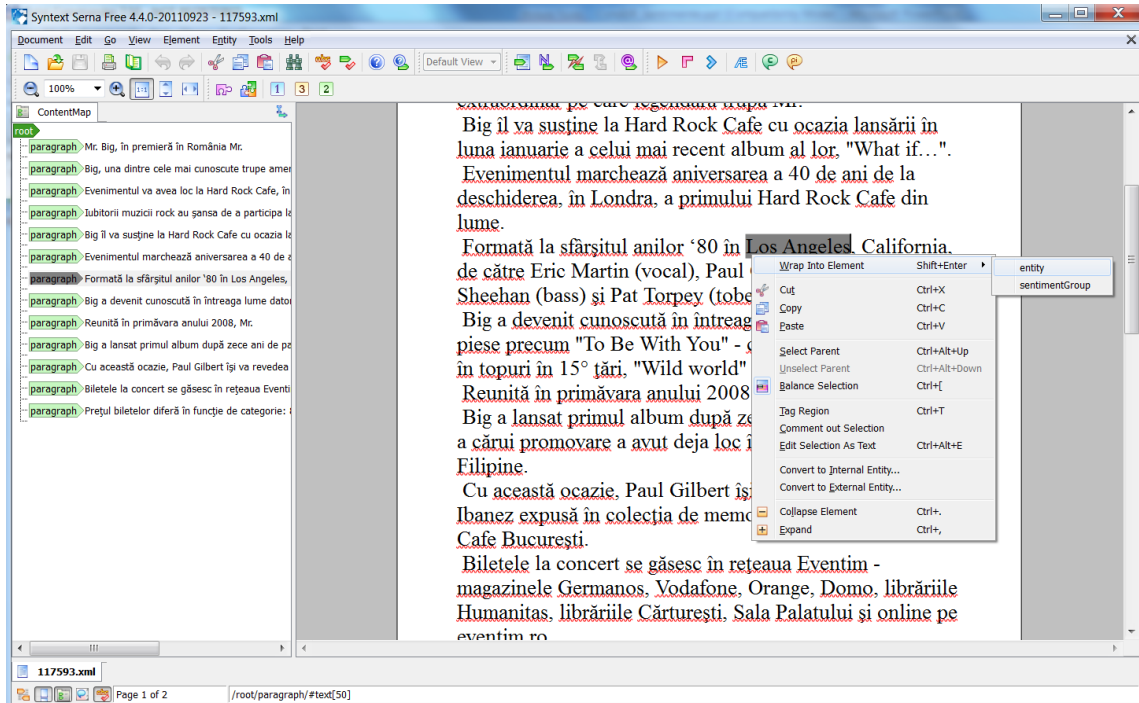 Syntext Serna Free 4.4.0-20110923 - 117593.xml
Document Edit Go View Element Entity Tools Help
Default View
100%
1:1
1 3 2
ContentMap
root
paragraph Mr. Big, în premieră în România Mr.
paragraph Big, una dintre cele mai cunoscute trupe amer
paragraph Evenimentul va avea loc la Hard Rock Cafe, în
paragraph Iubitorii muzicii rock au şansa de a participa la
paragraph Big îl va susţine la Hard Rock Cafe cu ocazia la
paragraph Evenimentul marchează aniversarea a 40 de a
paragraph Formată la sfârşitul anilor '80 în Los Angeles,
paragraph Big a devenit cunoscută în întreaga lume dator
paragraph Reunită în primăvara anului 2008, Mr.
paragraph Big a lansat primul album după zece ani de pa
paragraph Cu această ocazie, Paul Gilbert îşi va revedea
paragraph Biletele la concert se găsesc în reţeaua Eventi
paragraph Preţul biletelor diferă în funcţie de categorie:
extraordinar pe care legendara trupă Mr.
Big îl va susţine la Hard Rock Cafe cu ocazia lansării în
luna ianuarie a celui mai recent album al lor, "What if…".
Evenimentul marchează aniversarea a 40 de ani de la
deschiderea, în Londra, a primului Hard Rock Cafe din
lume.
Formată la sfârşitul anilor ‘80 în Los Angeles, California,
de către Eric Martin (vocal), Paul
Sheehan (bass) şi Pat Torpey (tobe
Big a devenit cunoscută în întreag
piese precum "To Be With You" -
în topuri în 15° ţări, "Wild world"
Reunită în primăvara anului 2008
Big a lansat primul album după ze
a cărui promovare a avut deja loc î
Filipine.
Cu această ocazie, Paul Gilbert îşi
Ibanez expusă în colecţia de memo
Cafe Bucureşti.
Biletele la concert se găsesc în reţeaua Eventim -
magazinele Germanos, Vodafone, Orange, Domo, librăriile
Humanitas, librăriile Cărtureşti, Sala Palatului şi online pe
eventim.ro
Wrap Into Element Shift+Enter
Cut Ctrl+X
Copy Ctrl+C
Paste Ctrl+V
Select Parent Ctrl+Alt+Up
Unselect Parent Ctrl+Alt+Down
Balance Selection Ctrl+[
Tag Region Ctrl+T
Comment out Selection
Edit Selection As Text Ctrl+Alt+E
Convert to Internal Entity...
Convert to External Entity...
Collapse Element Ctrl+.
Expand Ctrl+,
entity
sentimentGroup
117593.xml
Page 1 of 2
/root/paragraph/#text[50]